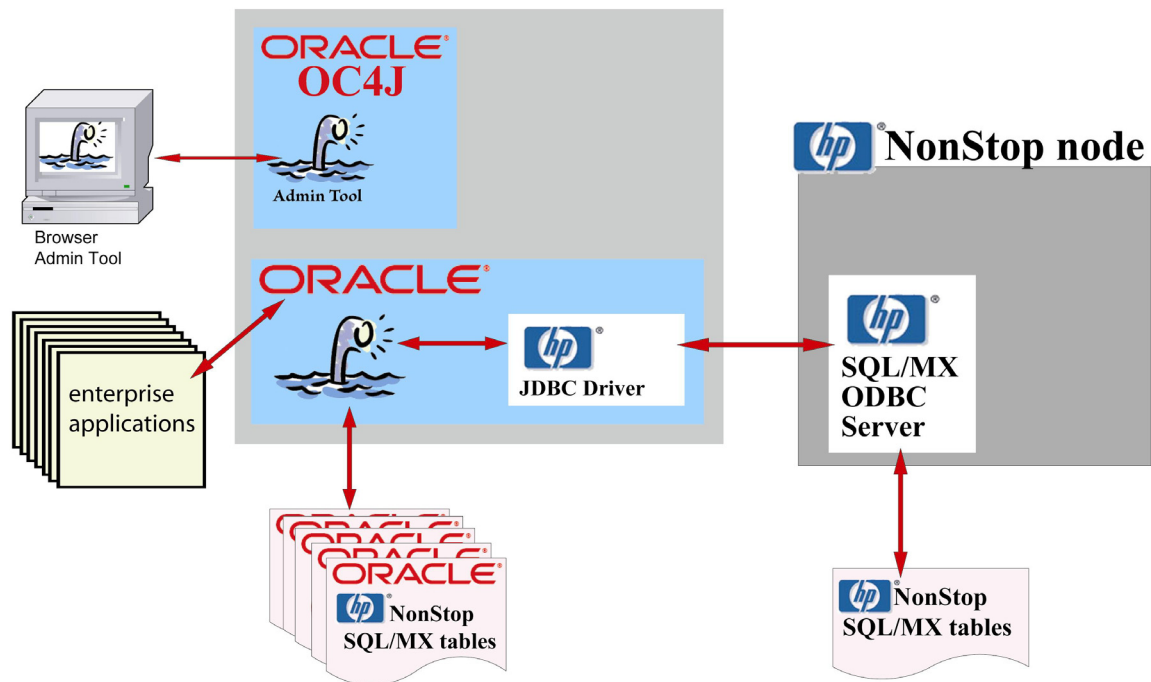 ORACLE®
OC4J
Admin Tool
Browser
Admin Tool
hp® NonStop node
ORACLE®
hp®
JDBC Driver
hp®
SQL/MX
ODBC
Server
enterprise
applications
ORACLE®
ORACLE®
ORACLE®
ORACLE®
ORACLE®
hp® NonStop
SQL/MX tables
hp® NonStop
SQL/MX tables